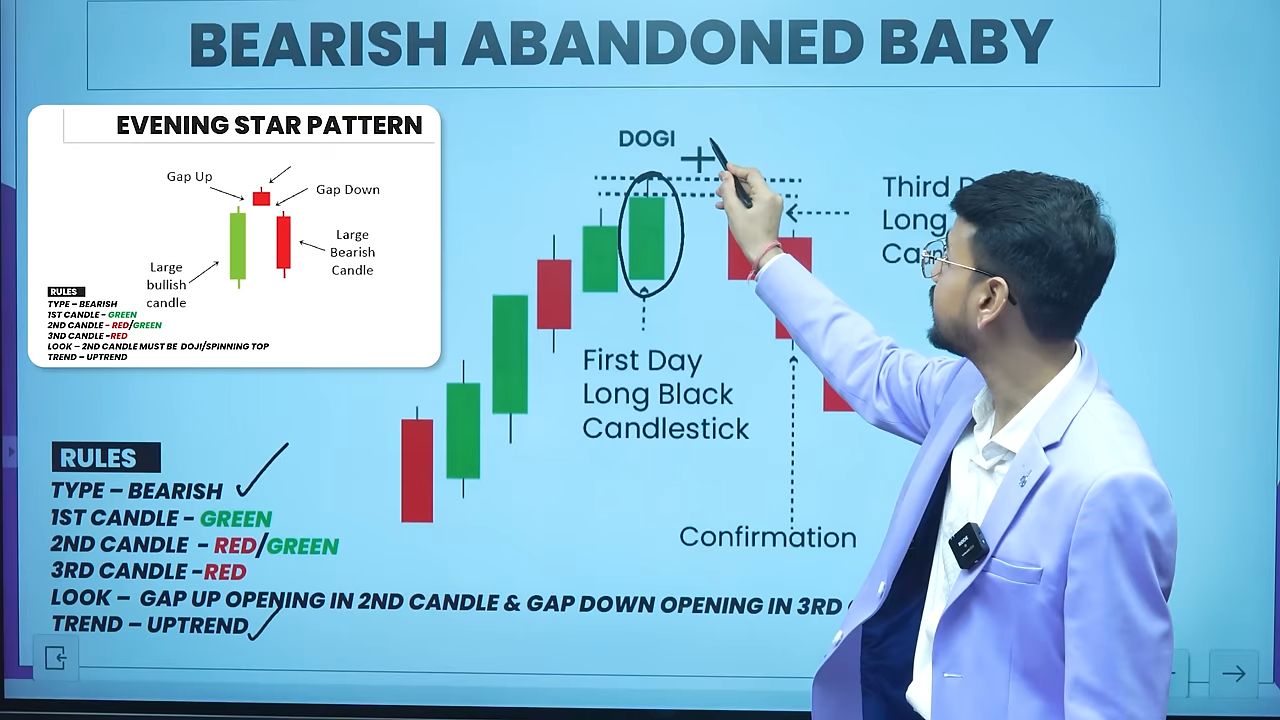 BEARISH ABANDONED BABY
EVENING STAR PATTERN
Gap Up
Gap Down
Large
Bearish
Candle
Large
bullish
candle
RULES
TYPE – BEARISH
1ST CANDLE - GREEN
2ND CANDLE - RED/GREEN
3RD CANDLE -RED
LOOK – 2ND CANDLE MUST BE DOJI/SPINNING TOP
TREND – UPTREND
DOGI
Third
Long
First Day
Long Black
Candlestick
Confirmation
RULES
TYPE – BEARISH
1ST CANDLE – GREEN
2ND CANDLE - RED/GREEN
3RD CANDLE -RED
LOOK – GAP UP OPENING IN 2ND CANDLE & GAP DOWN OPENING IN 3RD
TREND – UPTREND